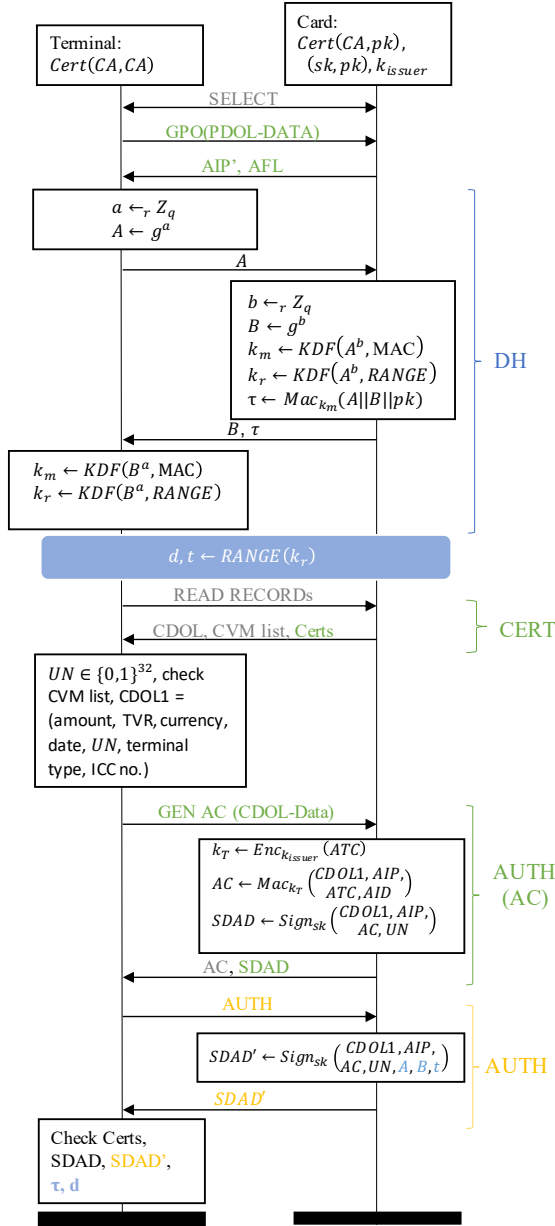 Terminal:
Cert(CA,CA)
Card:
Cert(CA,pk),
(sk,pk), k_issuer
SELECT
GPO(PDOL-DATA)
AIP’, AFL
a ←_r Z_q
A ← g^a
A
b ←_r Z_q
B ← g^b
k_m ← KDF(A^b, MAC)
k_r ← KDF(A^b, RANGE)
τ ← Mac_{k_m}(A||B||pk)
DH
B, τ
k_m ← KDF(B^a, MAC)
k_r ← KDF(B^a, RANGE)
d, t ← RANGE(k_r)
READ RECORDs
CDOL, CVM list, Certs
CERT
UN ∈ {0,1}^32, check
CVM list, CDOL1 =
(amount, TVR, currency,
date, UN, terminal
type, ICC no.)
GEN AC (CDOL-Data)
k_T ← Enc_{k_issuer}(ATC)
AC ← Mac_{k_T}(CDOL1, AIP,
ATC, AID)
SDAD ← Sign_{sk}(CDOL1, AIP,
AC, UN)
AUTH
(AC)
AC, SDAD
AUTH
SDAD′ ← Sign_{sk}(CDOL1, AIP,
AC, UN, A, B, t)
AUTH
SDAD′
Check Certs,
SDAD, SDAD’,
τ, d